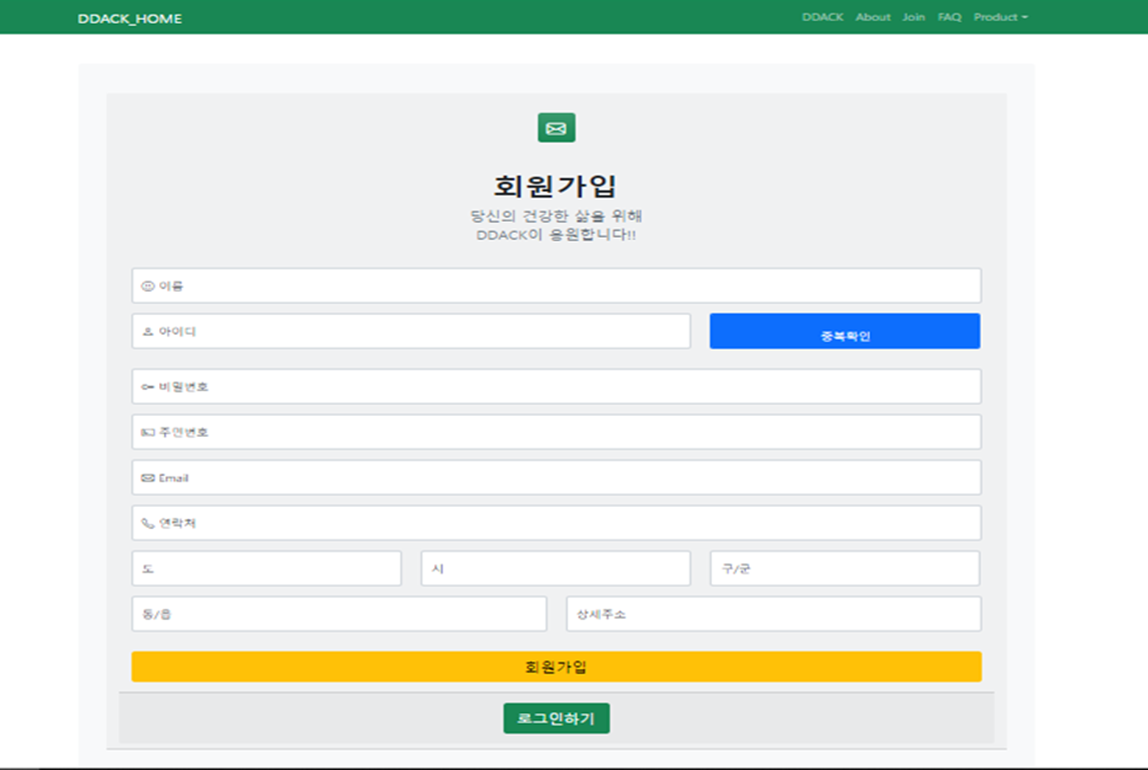 DDACK_HOME
DDACK About Join FAQ Product
회원가입
당신의 건강한 삶을 위해
DDACK이 응원합니다!!
이름
아이디 중복확인
비밀번호
주민번호
Email
연락처
도 시 구/군
동/읍 상세주소
회원가입
로그인하기